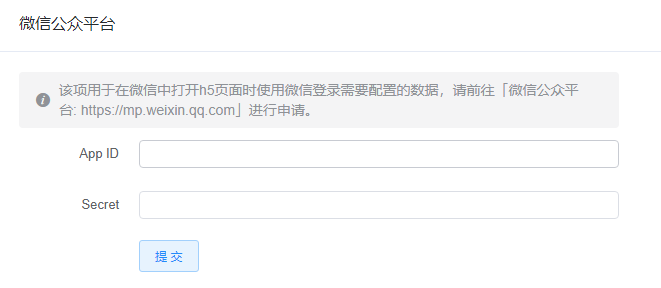 微信公众平台
该项用于在微信中打开h5页面时使用微信登录需要配置的数据，请前往「微信公众平
台: https://mp.weixin.qq.com」进行申请。
App ID
Secret
提 交